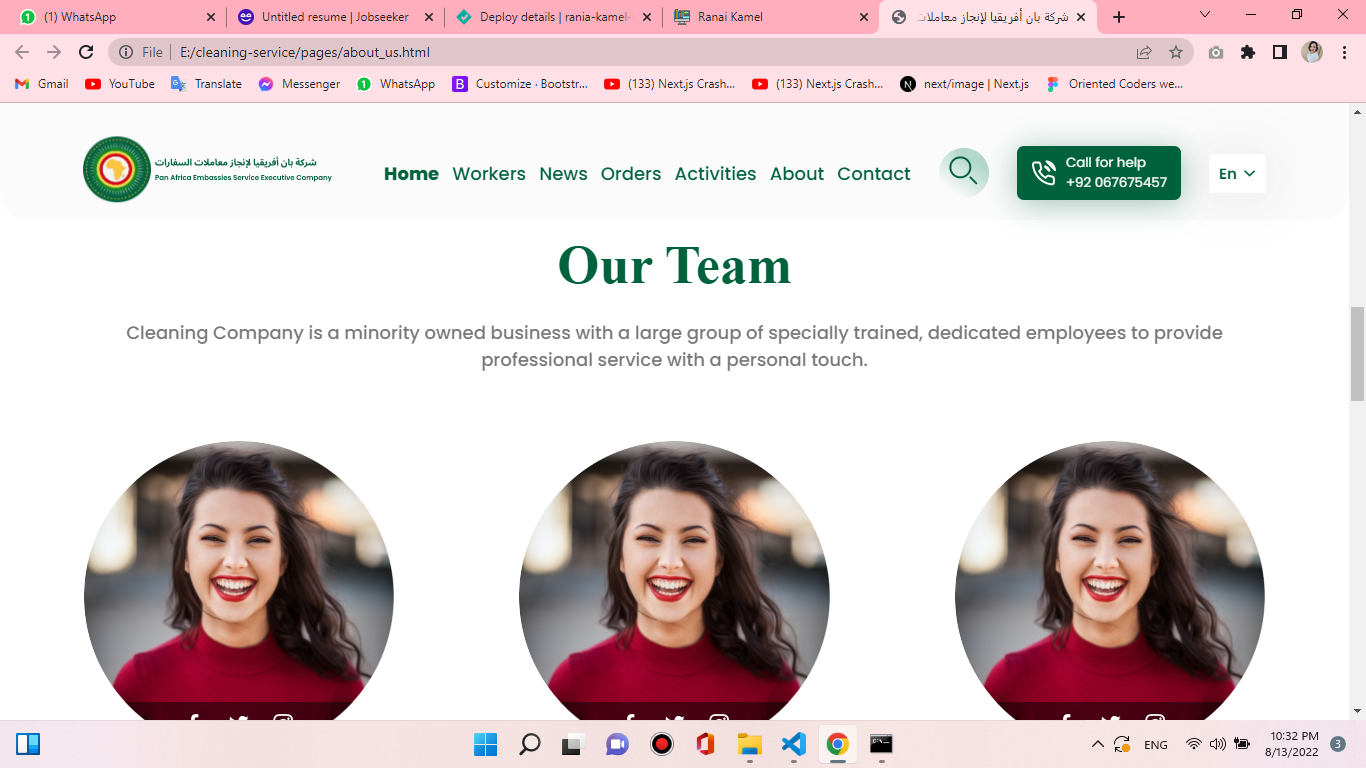 (1) WhatsApp
Untitled resume | Jobseeker
Deploy details | rania-kamel-
Ranai Kamel
شركة بان أفريقيا لإنجاز معاملات
File
E:/cleaning-service/pages/about_us.html
Gmail
YouTube
Translate
Messenger
WhatsApp
Customize · Bootstr...
(133) Next.js Crash...
(133) Next.js Crash...
next/image | Next.js
Oriented Coders we...
شركة بان أفريقيا لإنجاز معاملات السفارات
Pan Africa Embassies Service Executive Company
Home
Workers
News
Orders
Activities
About
Contact
Call for help
+92 067675457
En
Our Team
Cleaning Company is a minority owned business with a large group of specially trained, dedicated employees to provide
professional service with a personal touch.
ENG
10:32 PM
8/13/2022
3